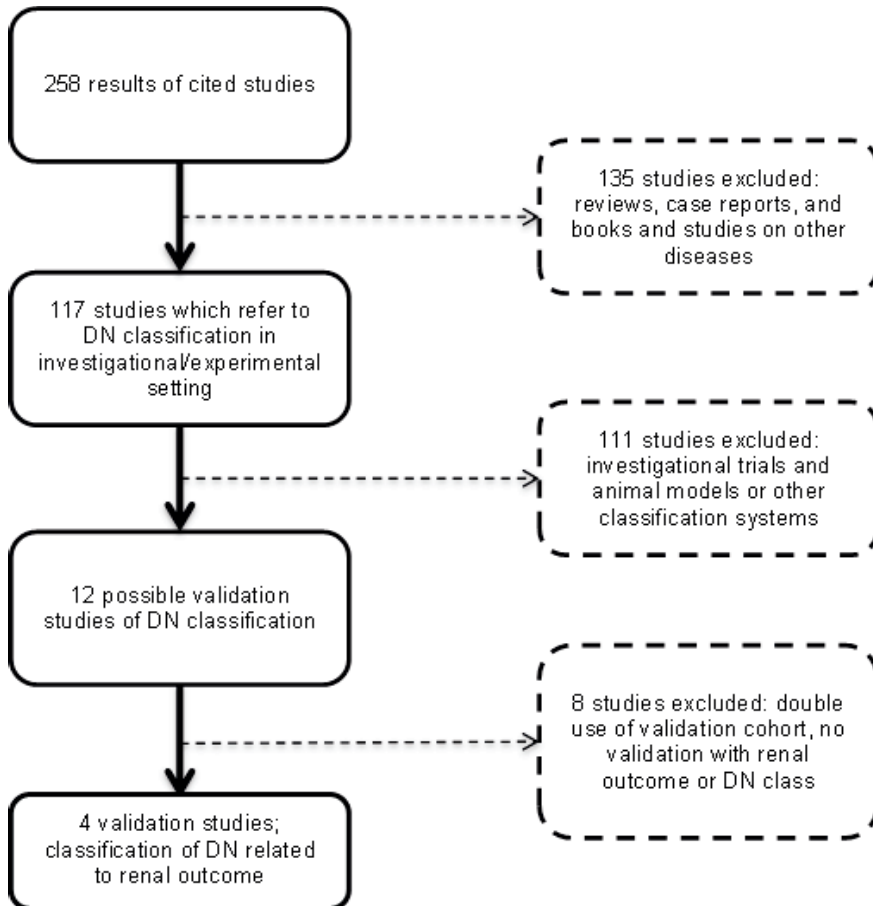 258 results of cited studies
135 studies excluded:
reviews, case reports, and
books and studies on other
diseases
117 studies which refer to
DN classification in
investigational/experimental
setting
111 studies excluded:
investigational trials and
animal models or other
classification systems
12 possible validation
studies of DN classification
8 studies excluded: double
use of validation cohort, no
validation with renal
outcome or DN class
4 validation studies;
classification of DN related
to renal outcome